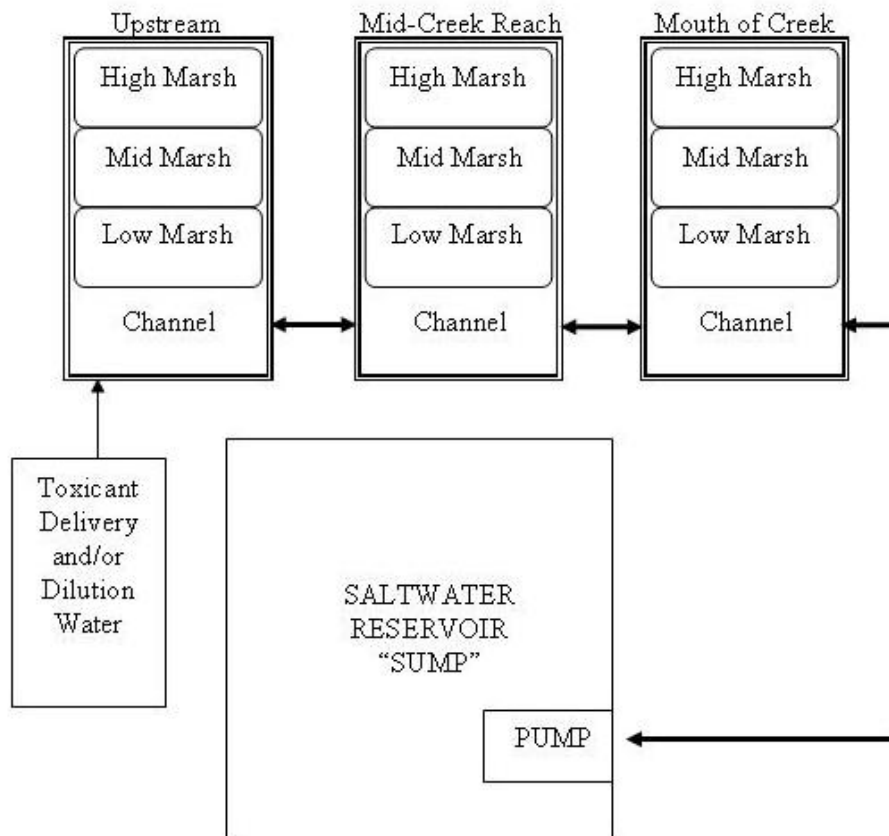 Upstream
Mid-Creek Reach
Mouth of Creek
High Marsh
High Marsh
High Marsh
Mid Marsh
Mid Marsh
Mid Marsh
Low Marsh
Low Marsh
Low Marsh
Channel
Channel
Channel
Toxicant
Delivery
and/or
Dilution
Water
SALTWATER
RESERVOIR
“SUMP”
PUMP